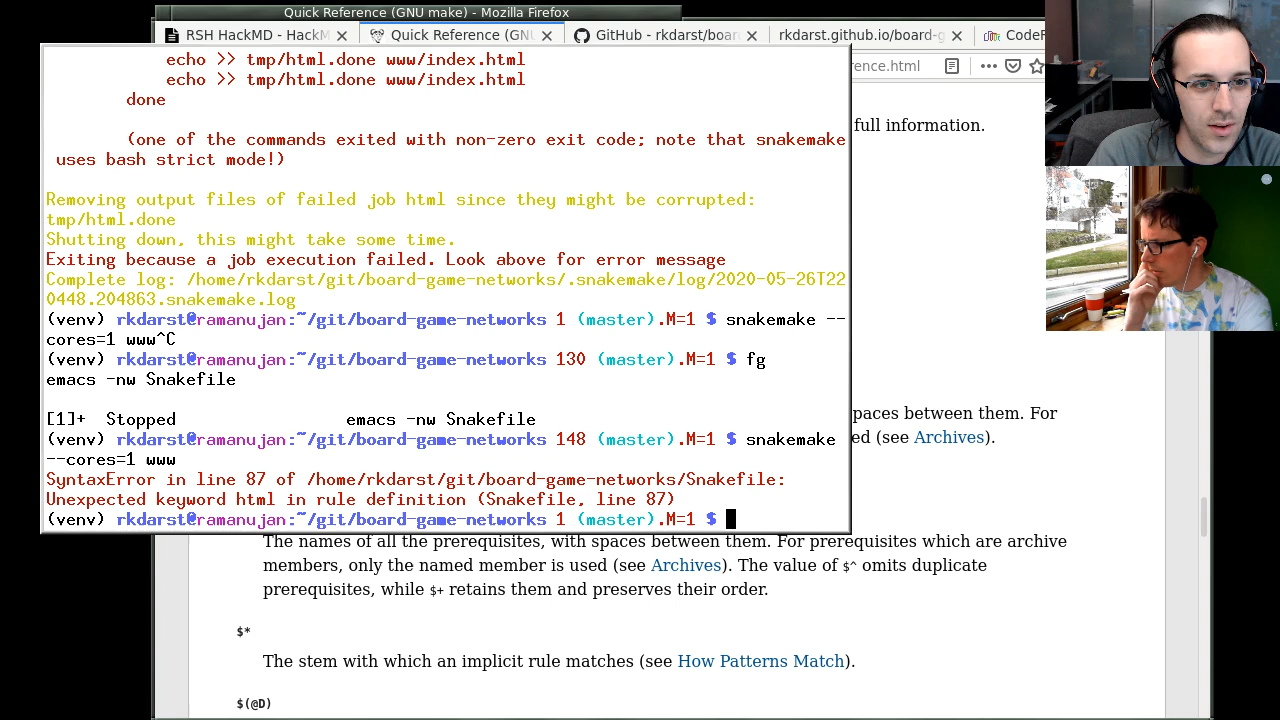 Quick Reference (GNU make) - Mozilla Firefox
RSH HackMD - HackM
Quick Reference (GNU
GitHub - rkdarst/boar
rkdarst.github.io/board-g
CodeF
rence.html
echo >> tmp/html.done www/index.html
echo >> tmp/html.done www/index.html
done
full information.
(one of the commands exited with non-zero exit code; note that snakemake
uses bash strict mode!)
Removing output files of failed job html since they might be corrupted:
tmp/html.done
Shutting down, this might take some time.
Exiting because a job execution failed. Look above for error message
Complete log: /home/rkdarst/git/board-game-networks/.snakemake/log/2020-05-26T22
0448.204863.snakemake.log
(venv) rkdarst@ramanujan:~/git/board-game-networks 1 (master).M=1 $ snakemake --
cores=1 www^C
(venv) rkdarst@ramanujan:~/git/board-game-networks 130 (master).M=1 $ fg
emacs -nw Snakefile
[1]+  Stopped                 emacs -nw Snakefile
paces between them. For
(venv) rkdarst@ramanujan:~/git/board-game-networks 148 (master).M=1 $ snakemake
ed (see Archives).
--cores=1 www
SyntaxError in line 87 of /home/rkdarst/git/board-game-networks/Snakefile:
Unexpected keyword html in rule definition (Snakefile, line 87)
(venv) rkdarst@ramanujan:~/git/board-game-networks 1 (master).M=1 $
The names of all the prerequisites, with spaces between them. For prerequisites which are archive
members, only the named member is used (see Archives). The value of $^ omits duplicate
prerequisites, while $+ retains them and preserves their order.
$*
The stem with which an implicit rule matches (see How Patterns Match).
$(@D)